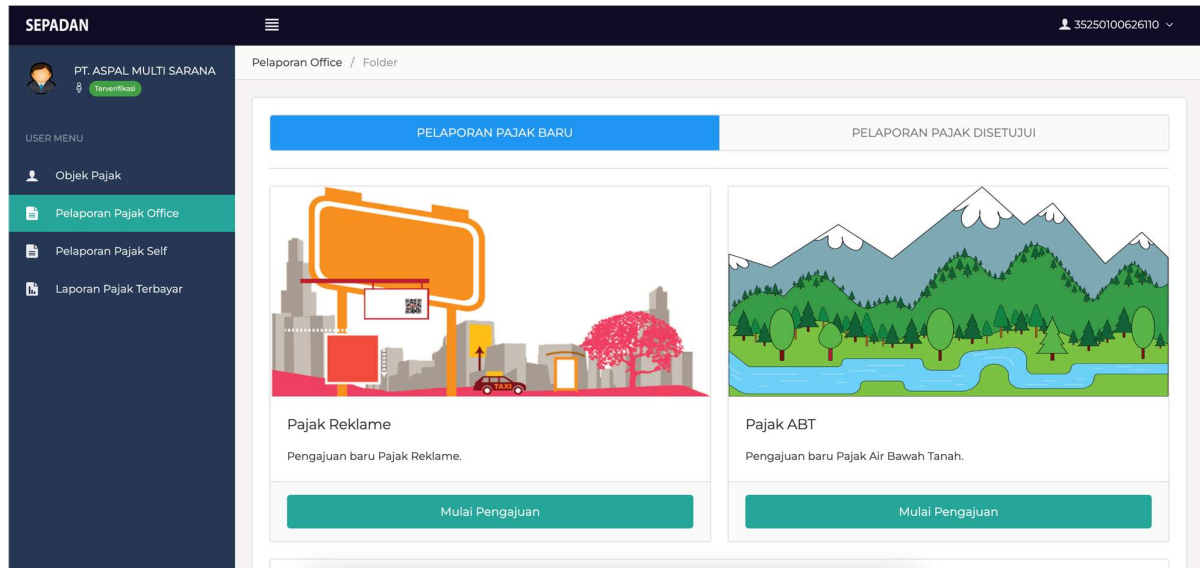 SEPADAN
35250100626110
PT. ASPAL MULTI SARANA
Terverifikasi
USER MENU
Objek Pajak
Pelaporan Pajak Office
Pelaporan Pajak Self
Laporan Pajak Terbayar
Pelaporan Office / Folder
PELAPORAN PAJAK BARU
PELAPORAN PAJAK DISETUJUI
TAXI
Pajak Reklame
Pengajuan baru Pajak Reklame.
Mulai Pengajuan
Pajak ABT
Pengajuan baru Pajak Air Bawah Tanah.
Mulai Pengajuan